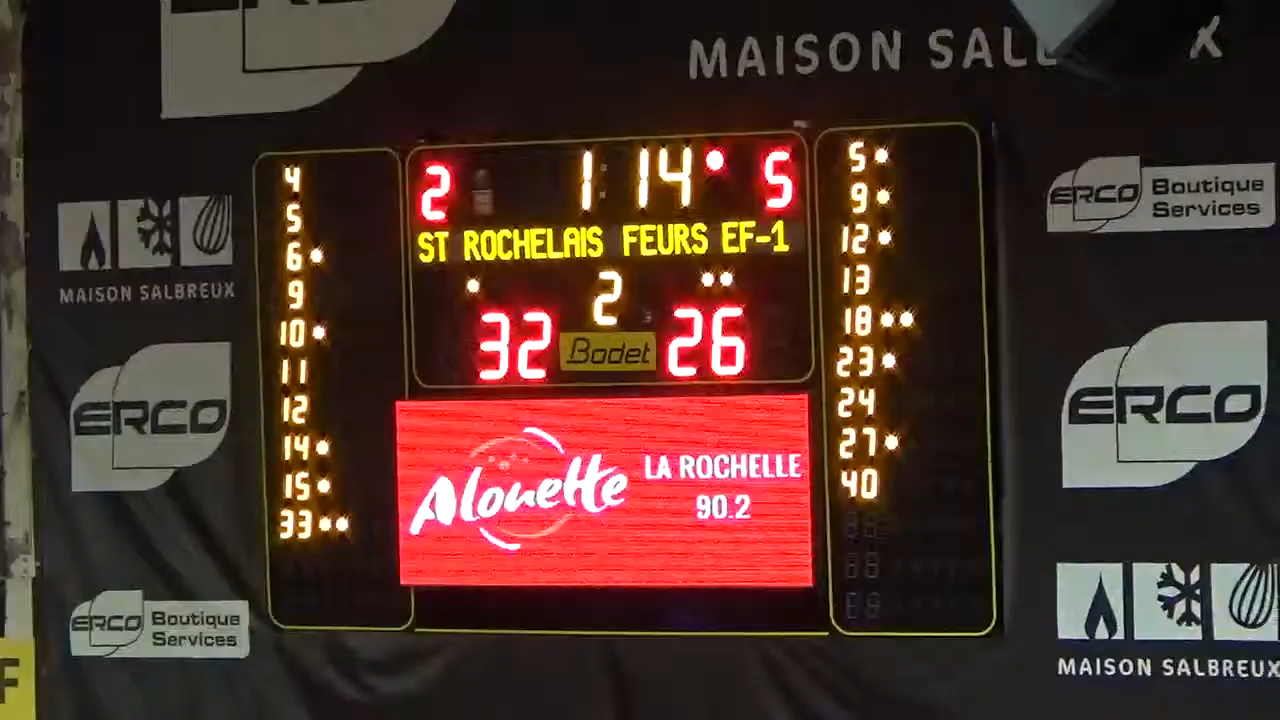 ERCO
MAISON SALB X
4
5
6
9
10
11
12
14
15
33
2 1:14 5
ST ROCHELAIS FEURS EF-1
2
32 Bodet 26
Alouette
LA ROCHELLE
90.2
5
9
12
13
18
23
24
27
40
MAISON SALBREUX
ERCO
ERCO Boutique
Services
F
ERCO Boutique
Services
ERCO
MAISON SALBREUX